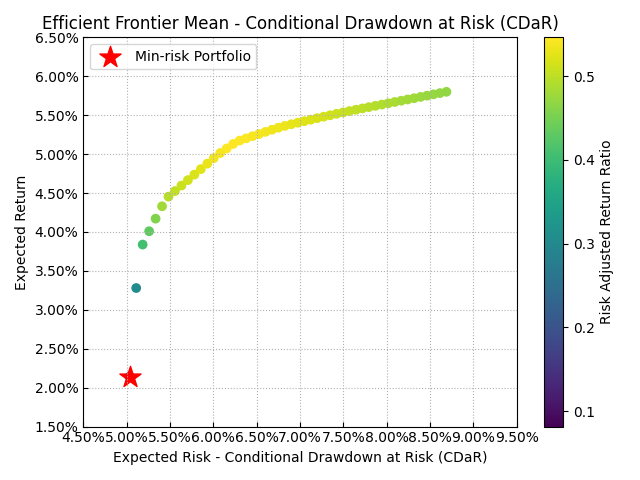 Efficient Frontier Mean - Conditional Drawdown at Risk (CDaR)
Min-risk Portfolio
Expected Return
6.50%
6.00%
5.50%
5.00%
4.50%
4.00%
3.50%
3.00%
2.50%
2.00%
1.50%
4.50% 5.00% 5.50% 6.00% 6.50% 7.00% 7.50% 8.00% 8.50% 9.00% 9.50%
Expected Risk - Conditional Drawdown at Risk (CDaR)
0.5
0.4
0.3
0.2
0.1
Risk Adjusted Return Ratio